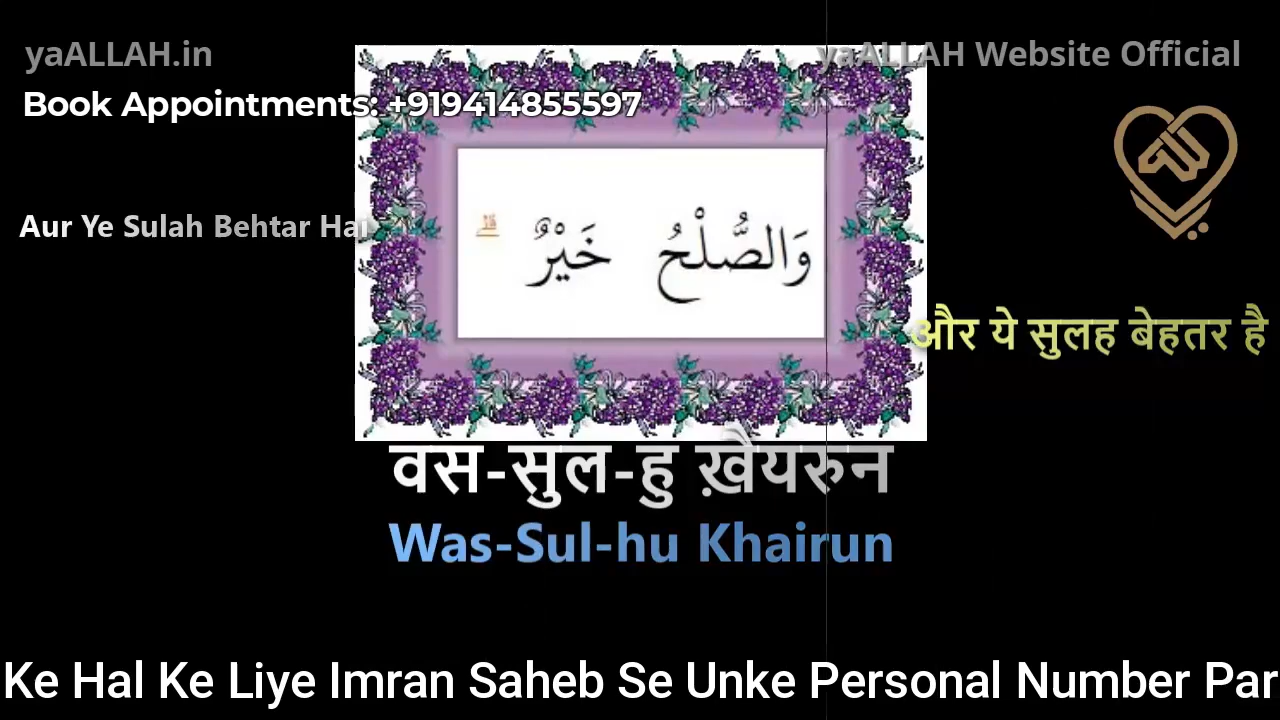 yaALLAH.in
yaALLAH Website Official
Book Appointments: +919414855597
Aur Ye Sulah Behtar Hai
وَالصُّلْحُ خَيْرٌ
और ये सुलह बेहतर है
वस-सुल-हु ख़ैयरुन
Was-Sul-hu Khairun
Ke Hal Ke Liye Imran Saheb Se Unke Personal Number Par